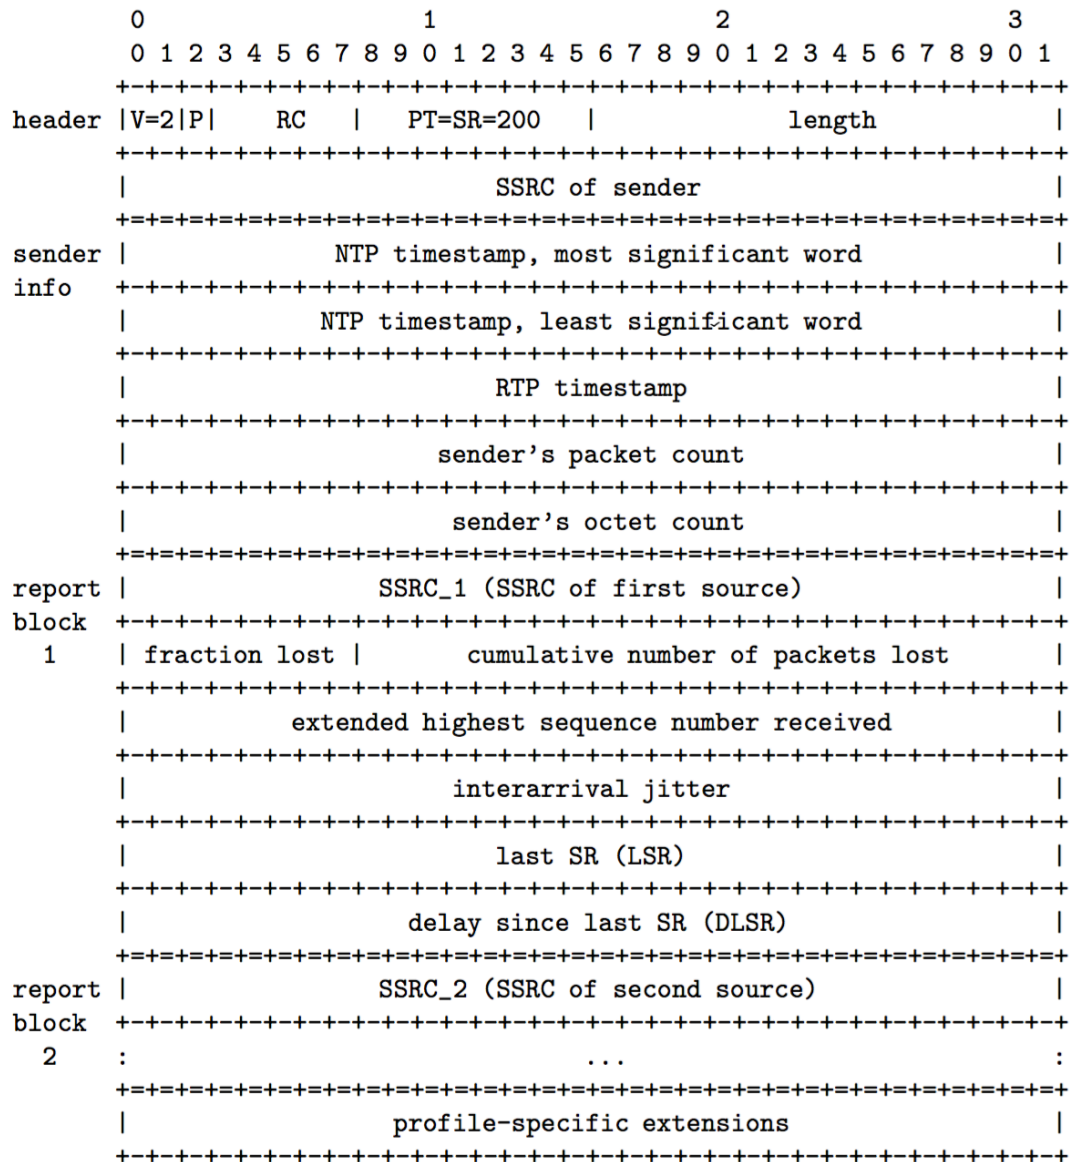 0                   1                   2                   3
0 1 2 3 4 5 6 7 8 9 0 1 2 3 4 5 6 7 8 9 0 1 2 3 4 5 6 7 8 9 0 1
+-+-+-+-+-+-+-+-+-+-+-+-+-+-+-+-+-+-+-+-+-+-+-+-+-+-+-+-+-+-+-+-+
header |V=2|P|    RC   |   PT=SR=200   |             length            |
+-+-+-+-+-+-+-+-+-+-+-+-+-+-+-+-+-+-+-+-+-+-+-+-+-+-+-+-+-+-+-+-+
|                         SSRC of sender                        |
+=+=+=+=+=+=+=+=+=+=+=+=+=+=+=+=+=+=+=+=+=+=+=+=+=+=+=+=+=+=+=+=+
sender |              NTP timestamp, most significant word             |
info   +-+-+-+-+-+-+-+-+-+-+-+-+-+-+-+-+-+-+-+-+-+-+-+-+-+-+-+-+-+-+-+-+
|             NTP timestamp, least significant word             |
+-+-+-+-+-+-+-+-+-+-+-+-+-+-+-+-+-+-+-+-+-+-+-+-+-+-+-+-+-+-+-+-+
|                         RTP timestamp                         |
+-+-+-+-+-+-+-+-+-+-+-+-+-+-+-+-+-+-+-+-+-+-+-+-+-+-+-+-+-+-+-+-+
|                     sender’s packet count                     |
+-+-+-+-+-+-+-+-+-+-+-+-+-+-+-+-+-+-+-+-+-+-+-+-+-+-+-+-+-+-+-+-+
|                      sender’s octet count                     |
+=+=+=+=+=+=+=+=+=+=+=+=+=+=+=+=+=+=+=+=+=+=+=+=+=+=+=+=+=+=+=+=+
report |                 SSRC_1 (SSRC of first source)                 |
block  +-+-+-+-+-+-+-+-+-+-+-+-+-+-+-+-+-+-+-+-+-+-+-+-+-+-+-+-+-+-+-+-+
1    | fraction lost |       cumulative number of packets lost       |
+-+-+-+-+-+-+-+-+-+-+-+-+-+-+-+-+-+-+-+-+-+-+-+-+-+-+-+-+-+-+-+-+
|           extended highest sequence number received           |
+-+-+-+-+-+-+-+-+-+-+-+-+-+-+-+-+-+-+-+-+-+-+-+-+-+-+-+-+-+-+-+-+
|                      interarrival jitter                      |
+-+-+-+-+-+-+-+-+-+-+-+-+-+-+-+-+-+-+-+-+-+-+-+-+-+-+-+-+-+-+-+-+
|                         last SR (LSR)                         |
+-+-+-+-+-+-+-+-+-+-+-+-+-+-+-+-+-+-+-+-+-+-+-+-+-+-+-+-+-+-+-+-+
|                   delay since last SR (DLSR)                  |
+=+=+=+=+=+=+=+=+=+=+=+=+=+=+=+=+=+=+=+=+=+=+=+=+=+=+=+=+=+=+=+=+
report |                 SSRC_2 (SSRC of second source)                |
block  +-+-+-+-+-+-+-+-+-+-+-+-+-+-+-+-+-+-+-+-+-+-+-+-+-+-+-+-+-+-+-+-+
2    :                               ...                             :
+=+=+=+=+=+=+=+=+=+=+=+=+=+=+=+=+=+=+=+=+=+=+=+=+=+=+=+=+=+=+=+=+
|                  profile-specific extensions                  |
+-+-+-+-+-+-+-+-+-+-+-+-+-+-+-+-+-+-+-+-+-+-+-+-+-+-+-+-+-+-+-+-+